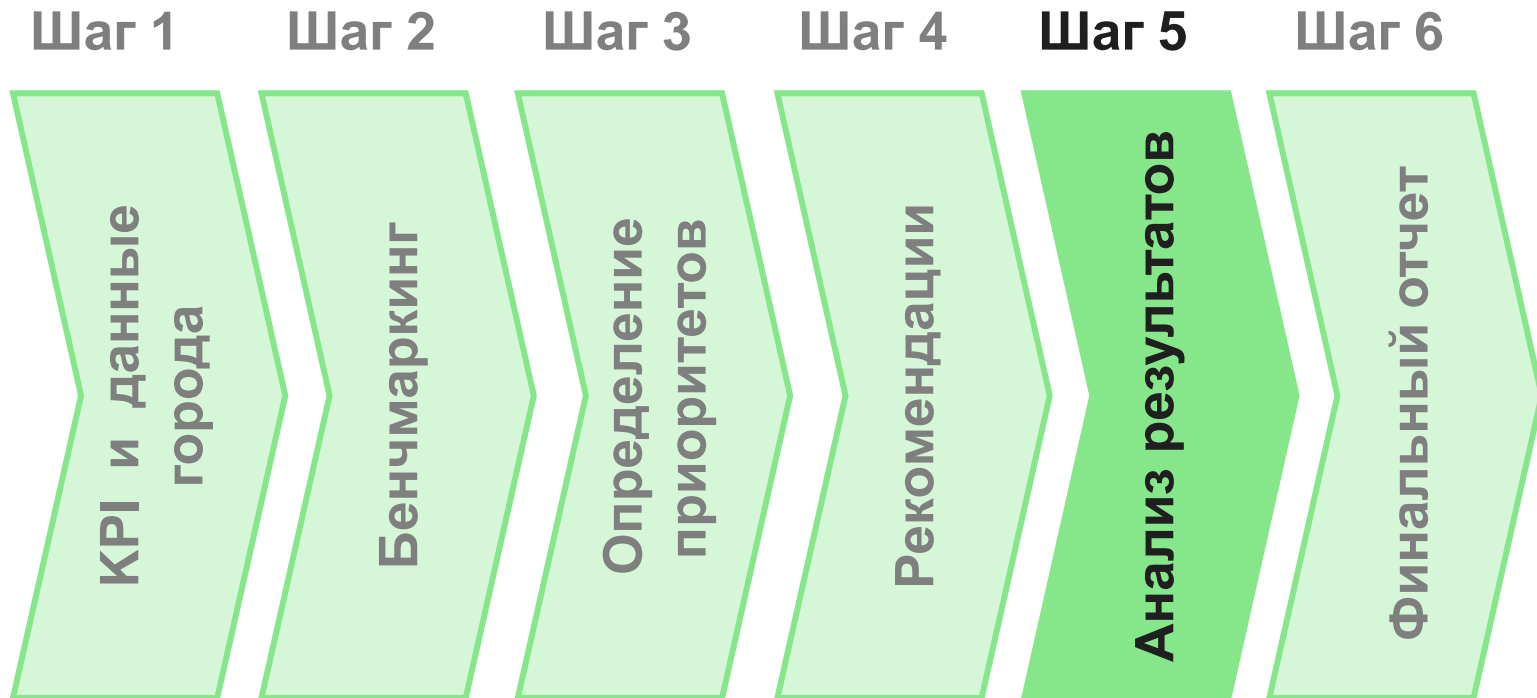 Шаг 1
Шаг 2
Шаг 3
Шаг 4
Шаг 5
Шаг 6
KPI и данные
города
Бенчмаркинг
Определение
приоритетов
Рекомендации
Анализ результатов
Финальный отчет